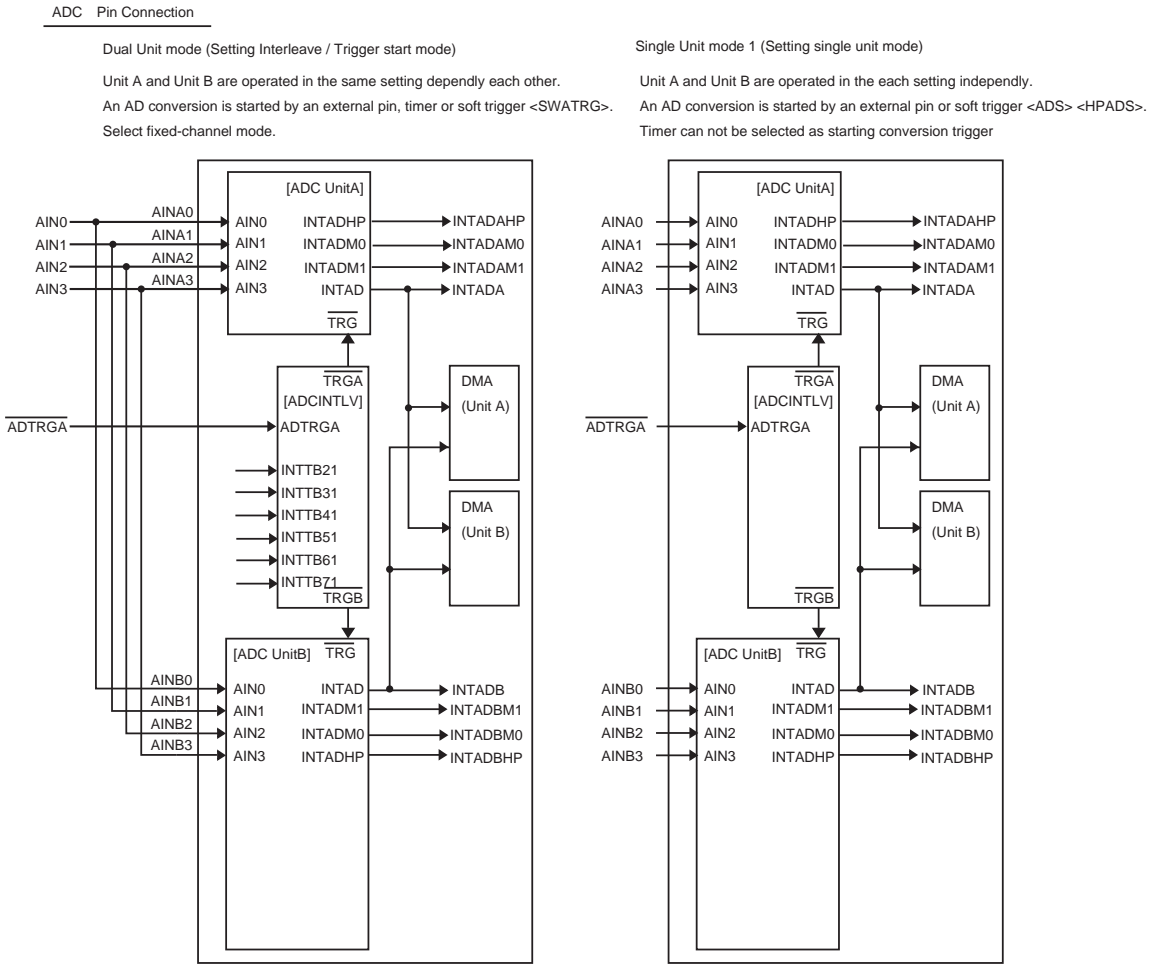 ADC Pin Connection
Dual Unit mode (Setting Interleave / Trigger start mode)
Unit A and Unit B are operated in the same setting dependly each other.
An AD conversion is started by an external pin, timer or soft trigger <SWATRG>.
Select fixed-channel mode.
[ADC UnitA]
AIN0 AINA0 AIN0 INTADHP INTADAHP
AIN1 AINA1 AIN1 INTADM0 INTADAM0
AIN2 AINA2 AIN2 INTADM1 INTADAM1
AIN3 AINA3 AIN3 INTAD INTADA
TRG
TRGA
[ADCINTLV]
ADTRGA ADTRGA
DMA
(Unit A)
INTTB21
INTTB31
INTTB41
INTTB51
INTTB61
INTTB71
TRGB
DMA
(Unit B)
[ADC UnitB] TRG
AINB0 AIN0 INTAD INTADB
AINB1 AIN1 INTADM1 INTADBM1
AINB2 AIN2 INTADM0 INTADBM0
AINB3 AIN3 INTADHP INTADBHP
Single Unit mode 1 (Setting single unit mode)
Unit A and Unit B are operated in the each setting independly.
An AD conversion is started by an external pin or soft trigger <ADS> <HPADS>.
Timer can not be selected as starting conversion trigger
[ADC UnitA]
AINA0 AIN0 INTADHP INTADAHP
AINA1 AIN1 INTADM0 INTADAM0
AINA2 AIN2 INTADM1 INTADAM1
AINA3 AIN3 INTAD INTADA
TRG
TRGA
[ADCINTLV]
ADTRGA ADTRGA
DMA
(Unit A)
DMA
(Unit B)
TRGB
[ADC UnitB] TRG
AINB0 AIN0 INTAD INTADB
AINB1 AIN1 INTADM1 INTADBM1
AINB2 AIN2 INTADM0 INTADBM0
AINB3 AIN3 INTADHP INTADBHP